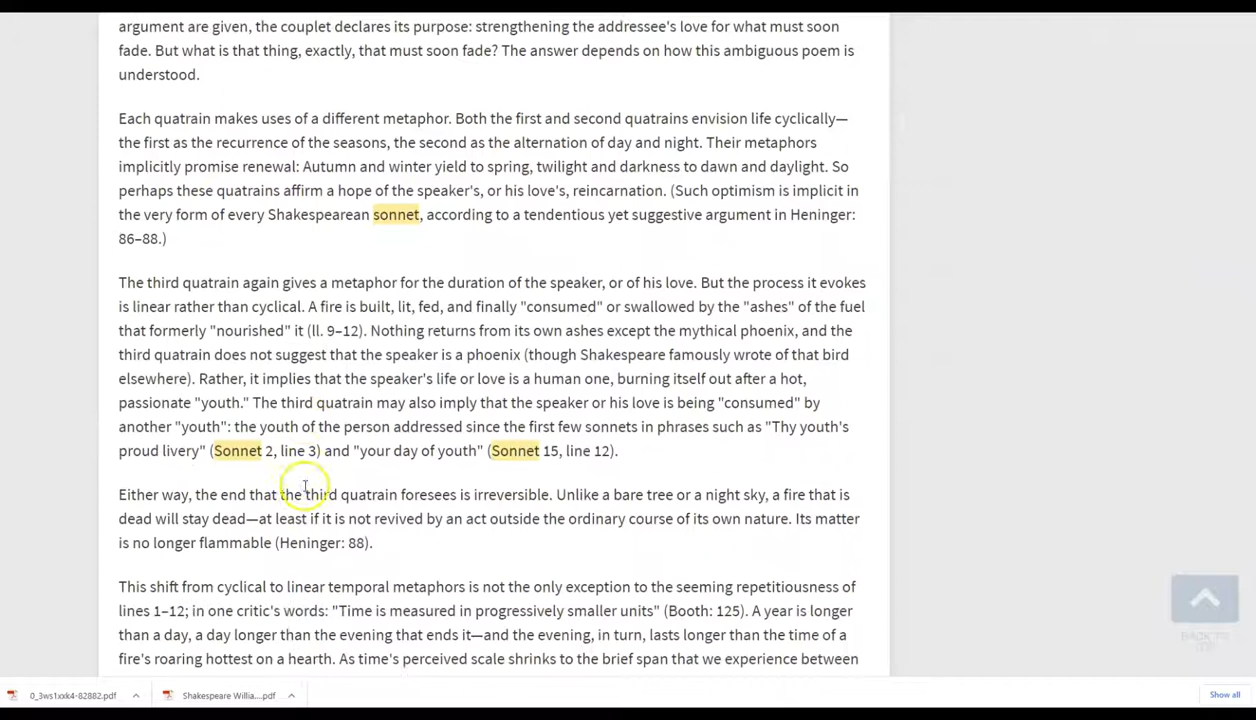 argument are given, the couplet declares its purpose: strengthening the addressee's love for what must soon
fade. But what is that thing, exactly, that must soon fade? The answer depends on how this ambiguous poem is
understood.
Each quatrain makes uses of a different metaphor. Both the first and second quatrains envision life cyclically—
the first as the recurrence of the seasons, the second as the alternation of day and night. Their metaphors
implicitly promise renewal: Autumn and winter yield to spring, twilight and darkness to dawn and daylight. So
perhaps these quatrains affirm a hope of the speaker's, or his love's, reincarnation. (Such optimism is implicit in
the very form of every Shakespearean sonnet, according to a tendentious yet suggestive argument in Heninger:
86–88.)
The third quatrain again gives a metaphor for the duration of the speaker, or of his love. But the process it evokes
is linear rather than cyclical. A fire is built, lit, fed, and finally "consumed" or swallowed by the "ashes" of the fuel
that formerly "nourished" it (ll. 9–12). Nothing returns from its own ashes except the mythical phoenix, and the
third quatrain does not suggest that the speaker is a phoenix (though Shakespeare famously wrote of that bird
elsewhere). Rather, it implies that the speaker's life or love is a human one, burning itself out after a hot,
passionate "youth." The third quatrain may also imply that the speaker or his love is being "consumed" by
another "youth": the youth of the person addressed since the first few sonnets in phrases such as "Thy youth's
proud livery" (Sonnet 2, line 3) and "your day of youth" (Sonnet 15, line 12).
Either way, the end that the third quatrain foresees is irreversible. Unlike a bare tree or a night sky, a fire that is
dead will stay dead—at least if it is not revived by an act outside the ordinary course of its own nature. Its matter
is no longer flammable (Heninger: 88).
This shift from cyclical to linear temporal metaphors is not the only exception to the seeming repetitiousness of
lines 1–12; in one critic's words: "Time is measured in progressively smaller units" (Booth: 125). A year is longer
than a day, a day longer than the evening that ends it—and the evening, in turn, lasts longer than the time of a
fire's roaring hottest on a hearth. As time's perceived scale shrinks to the brief span that we experience between
BACK TO
TOP
0_3ws1xxk4-82882.pdf
Shakespeare Willia....pdf
Show all